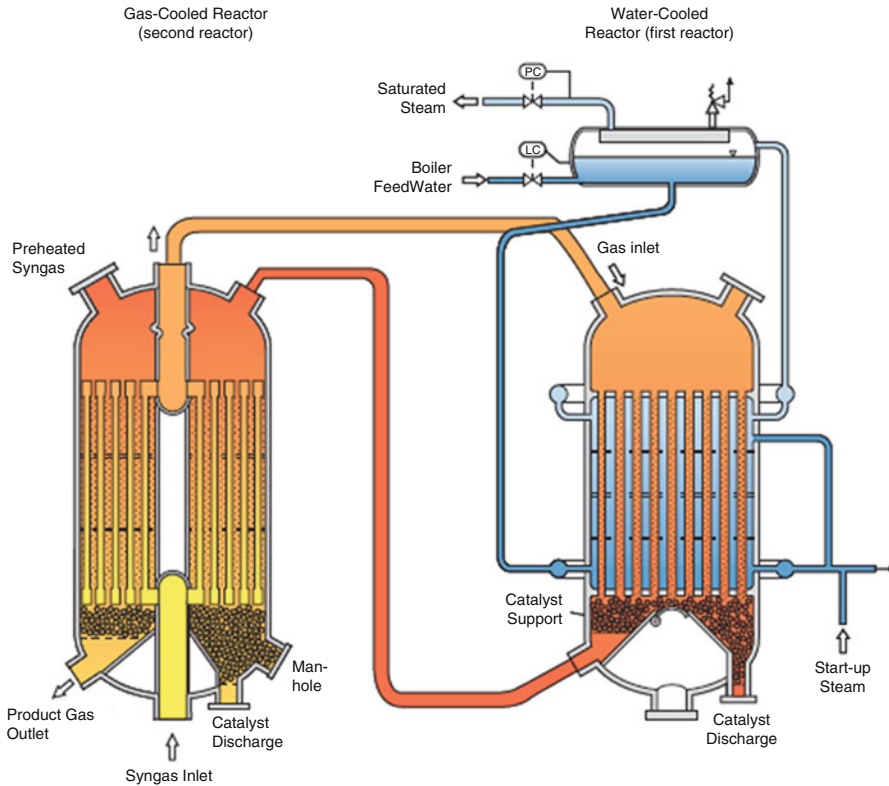 Gas-Cooled Reactor
(second reactor)
Water-Cooled
Reactor (first reactor)
PC
Saturated
Steam
LC
Boiler
FeedWater
Preheated
Syngas
Gas inlet
Catalyst
Support
Man-
hole
Start-up
Steam
Product Gas
Outlet
Catalyst
Discharge
Catalyst
Discharge
Syngas Inlet